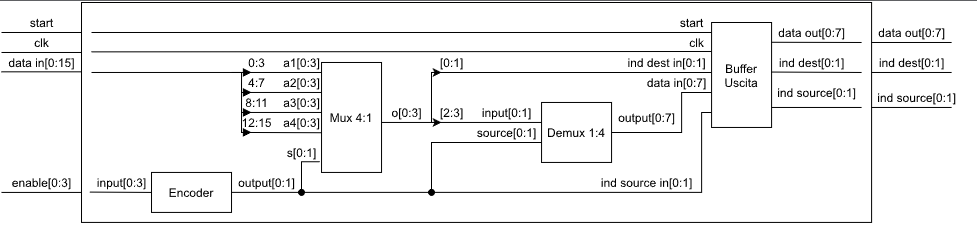 start
start
data out[0:7]
data out[0:7]
clk
clk
data in[0:15]
0:3
a1[0:3]
[0:1]
ind dest in[0:1]
Buffer
Uscita
ind dest[0:1]
ind dest[0:1]
4:7
a2[0:3]
data in[0:7]
8:11
a3[0:3]
Mux 4:1
o[0:3]
[2:3]
input[0:1]
ind source[0:1]
ind source[0:1]
12:15
a4[0:3]
source[0:1]
Demux 1:4
output[0:7]
s[0:1]
enable[0:3]
input[0:3]
Encoder
output[0:1]
ind source in[0:1]